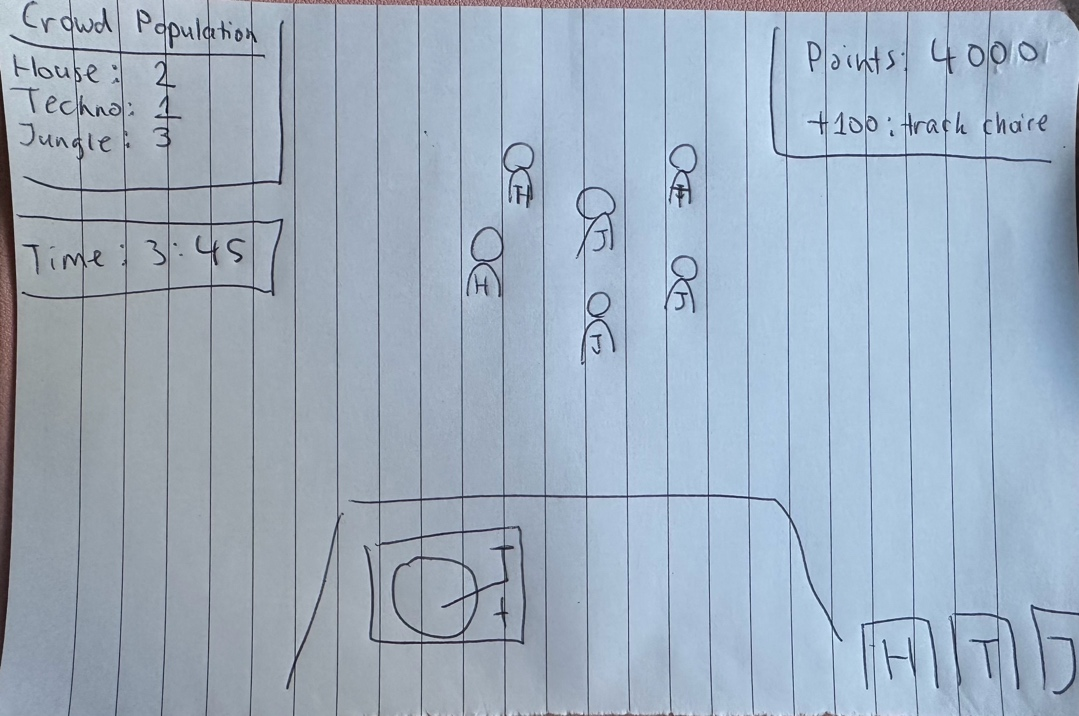 Crowd Population
House: 2
Techno: 1
Jungle: 3
Time: 3:45
Points: 4000
+100: track choice
H
H
J
J
T
J
H T J